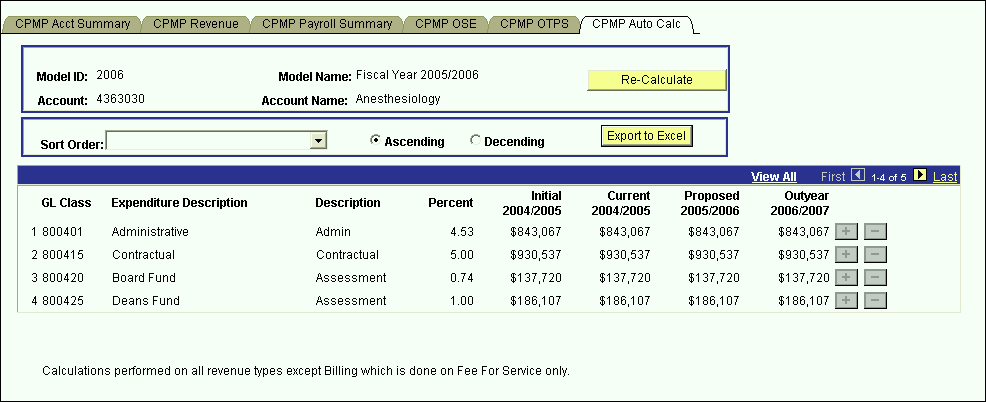 CPMP Acct Summary CPMP Revenue CPMP Payroll Summary CPMP OSE CPMP OTPS CPMP Auto Calc
Model ID: 2006 Model Name: Fiscal Year 2005/2006 Re-Calculate
Account: 4363030 Account Name: Anesthesiology
Sort Order: Ascending Decending Export to Excel
View All First 1-4 of 5 Last
GL Class Expenditure Description Description Percent Initial 2004/2005 Current 2004/2005 Proposed 2005/2006 Outyear 2006/2007
1 800401 Administrative Admin 4.53 $843,067 $843,067 $843,067 $843,067 + −
2 800415 Contractual Contractual 5.00 $930,537 $930,537 $930,537 $930,537 + −
3 800420 Board Fund Assessment 0.74 $137,720 $137,720 $137,720 $137,720 + −
4 800425 Deans Fund Assessment 1.00 $186,107 $186,107 $186,107 $186,107 + −
Calculations performed on all revenue types except Billing which is done on Fee For Service only.